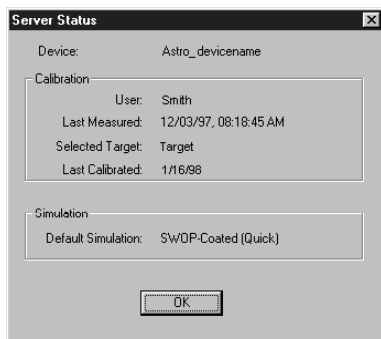 Server Status
Device: Astro_devicename
Calibration
User: Smith
Last Measured: 12/03/97, 08:18:45 AM
Selected Target: Target
Last Calibrated: 1/16/98
Simulation
Default Simulation: SWOP-Coated (Quick)
OK